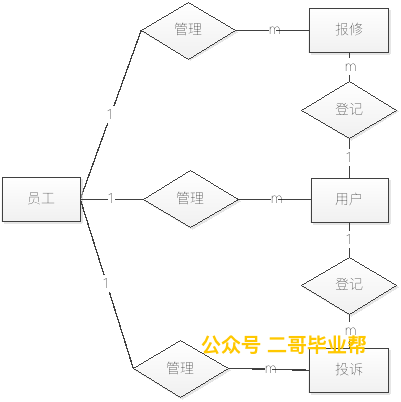 管理 m 报修
m
1
登记
1
员工 1 管理 m 用户
1
登记
1
m
公众号 二哥毕业帮
管理 m 投诉